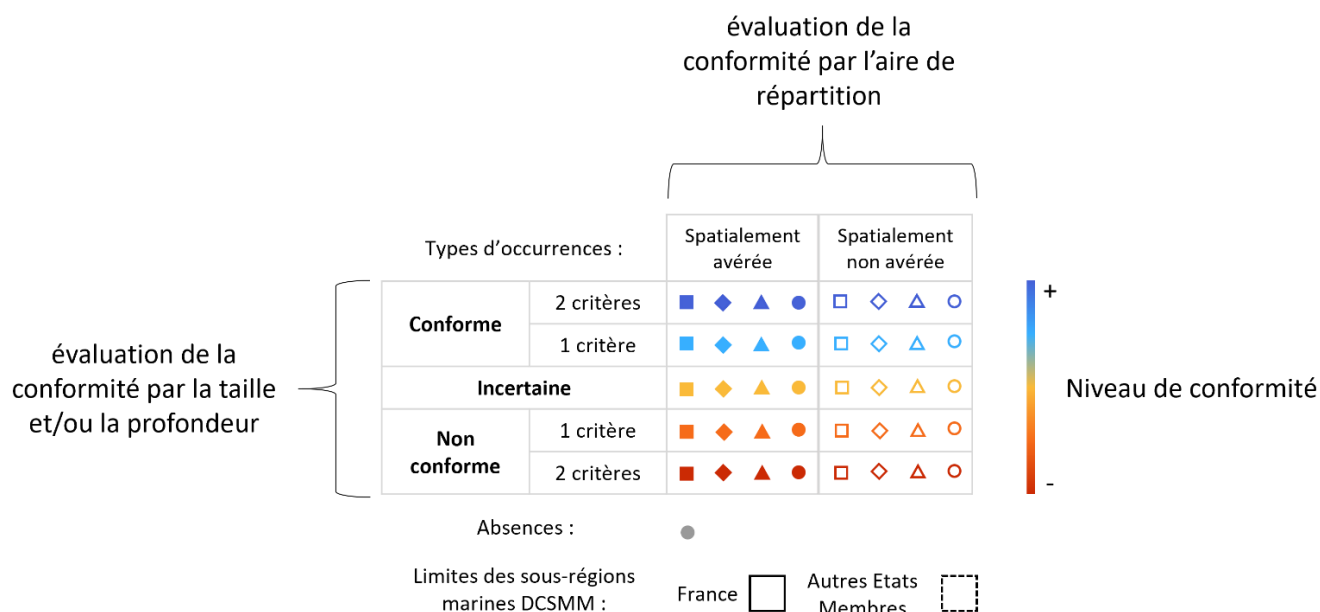 évaluation de la
conformité par l'aire de
répartition
Types d'occurrences :
Spatialement
avérée
Spatialement
non avérée
évaluation de la
conformité par la taille
et/ou la profondeur
Conforme
2 critères
1 critère
Incertaine
Non
conforme
1 critère
2 critères
+
Niveau de conformité
-
Absences :
Limites des sous-régions
marines DCSMM :
France
Autres Etats
Membres